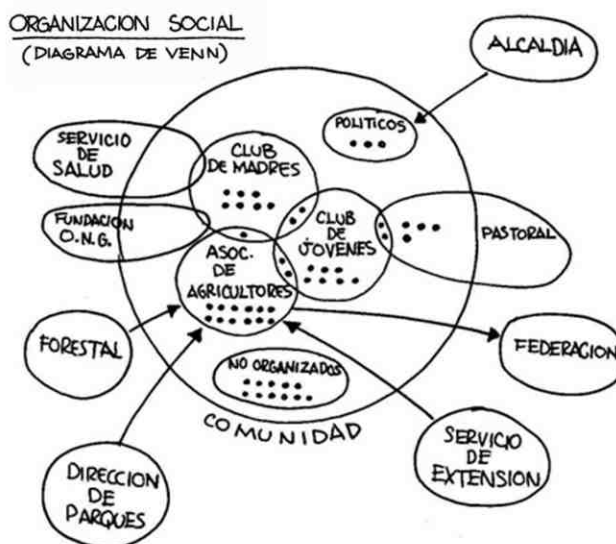 ORGANIZACION SOCIAL
(DIAGRAMA DE VENN)
ALCALDIA
POLITICOS
SERVICIO
DE
SALUD
CLUB
DE MADRES
FUNDACION
O.N.G.
CLUB
DE
JOVENES
PASTORAL
ASOC.
DE
AGRICULTORES
FORESTAL
FEDERACION
NO ORGANIZADOS
COMUNIDAD
SERVICIO
DE
EXTENSION
DIRECCION
DE
PARQUES